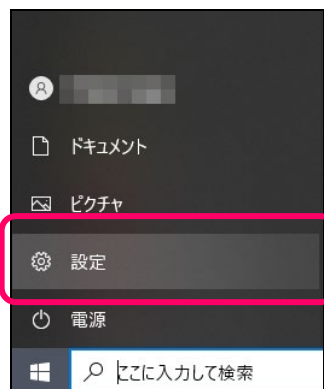 ドキュメント
ピクチャ
設定
電源
ここに入力して検索